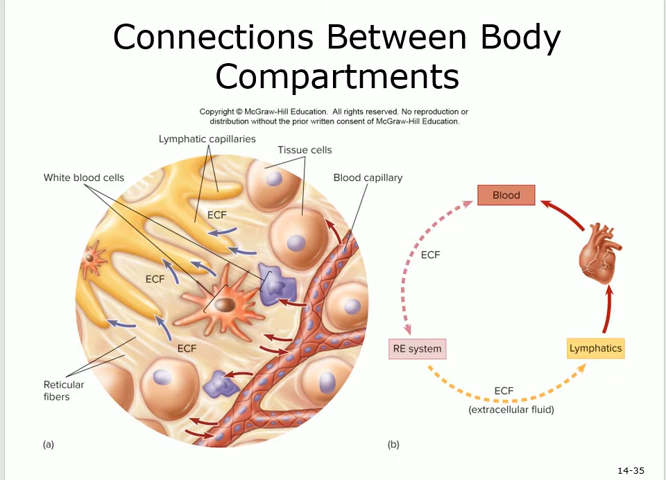 Connections Between Body
Compartments
Copyright © McGraw-Hill Education. All rights reserved. No reproduction or
distribution without the prior written consent of McGraw-Hill Education.
Lymphatic capillaries
Tissue cells
White blood cells
Blood capillary
ECF
ECF
ECF
Reticular
fibers
(a)
Blood
ECF
RE system
Lymphatics
ECF
(extracellular fluid)
(b)
14-35